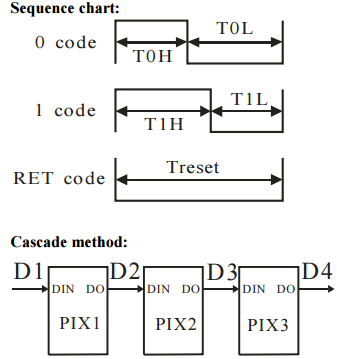 Sequence chart:
0 code
T0H
T0L
1 code
T1H
T1L
RET code
Treset
Cascade method:
D1
D2
D3
D4
DIN DO
DIN DO
DIN DO
PIX1
PIX2
PIX3